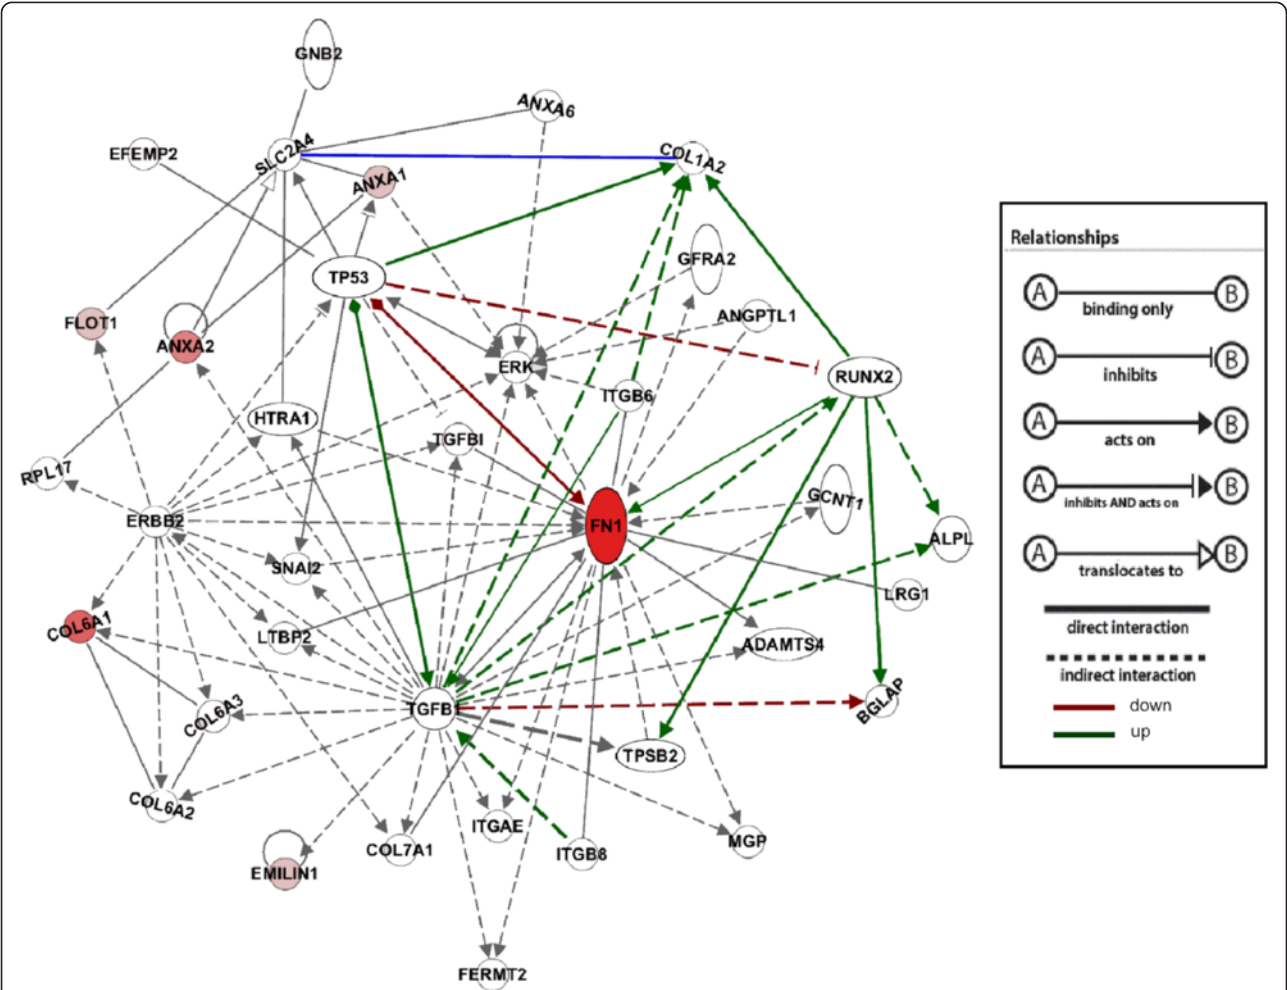 GNB2
ANXA6
EFEMP2
SLC2A4
COL1A2
ANXA1
GFRA2
TP53
ANGPTL1
FLOT1
ANXA2
ERK
RUNX2
ITGB6
HTRA1
TGFBI
RPL17
GCNT1
ERBB2
FN1
ALPL
SNAI2
LRG1
COL6A1
LTBP2
ADAMTS4
COL6A3
TGFB1
BGLAP
TPSB2
COL6A2
ITGAE
COL7A1
ITGB8
MGP
EMILIN1
FERMT2
Relationships
A B
binding only
A B
inhibits
A B
acts on
A B
inhibits AND acts on
A B
translocates to
direct interaction
indirect interaction
down
up